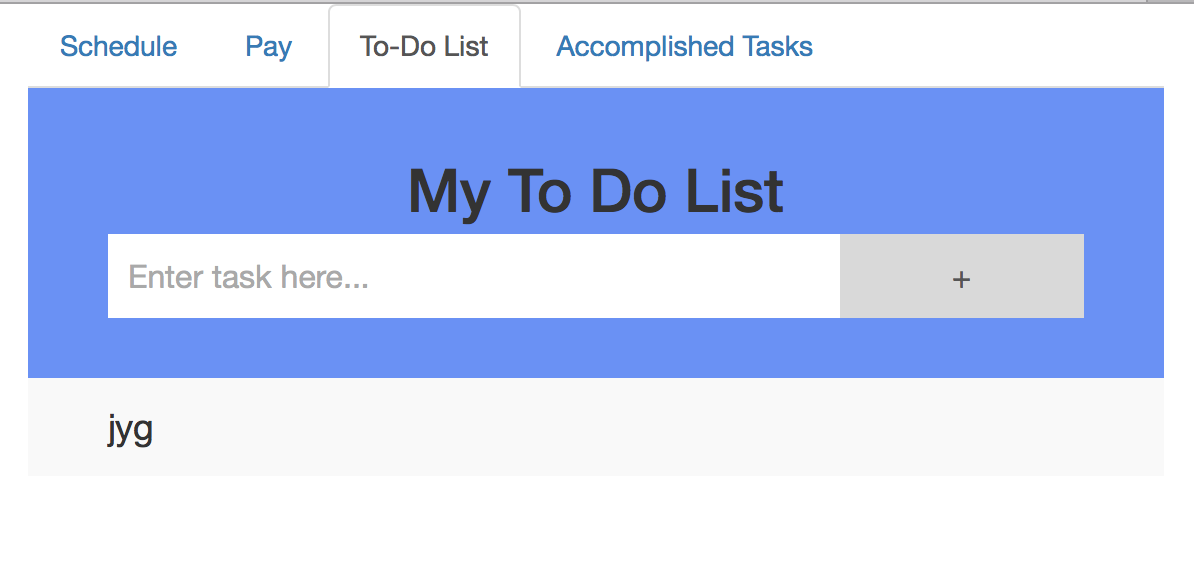 Schedule Pay To-Do List Accomplished Tasks
My To Do List
Enter task here... +
jyg